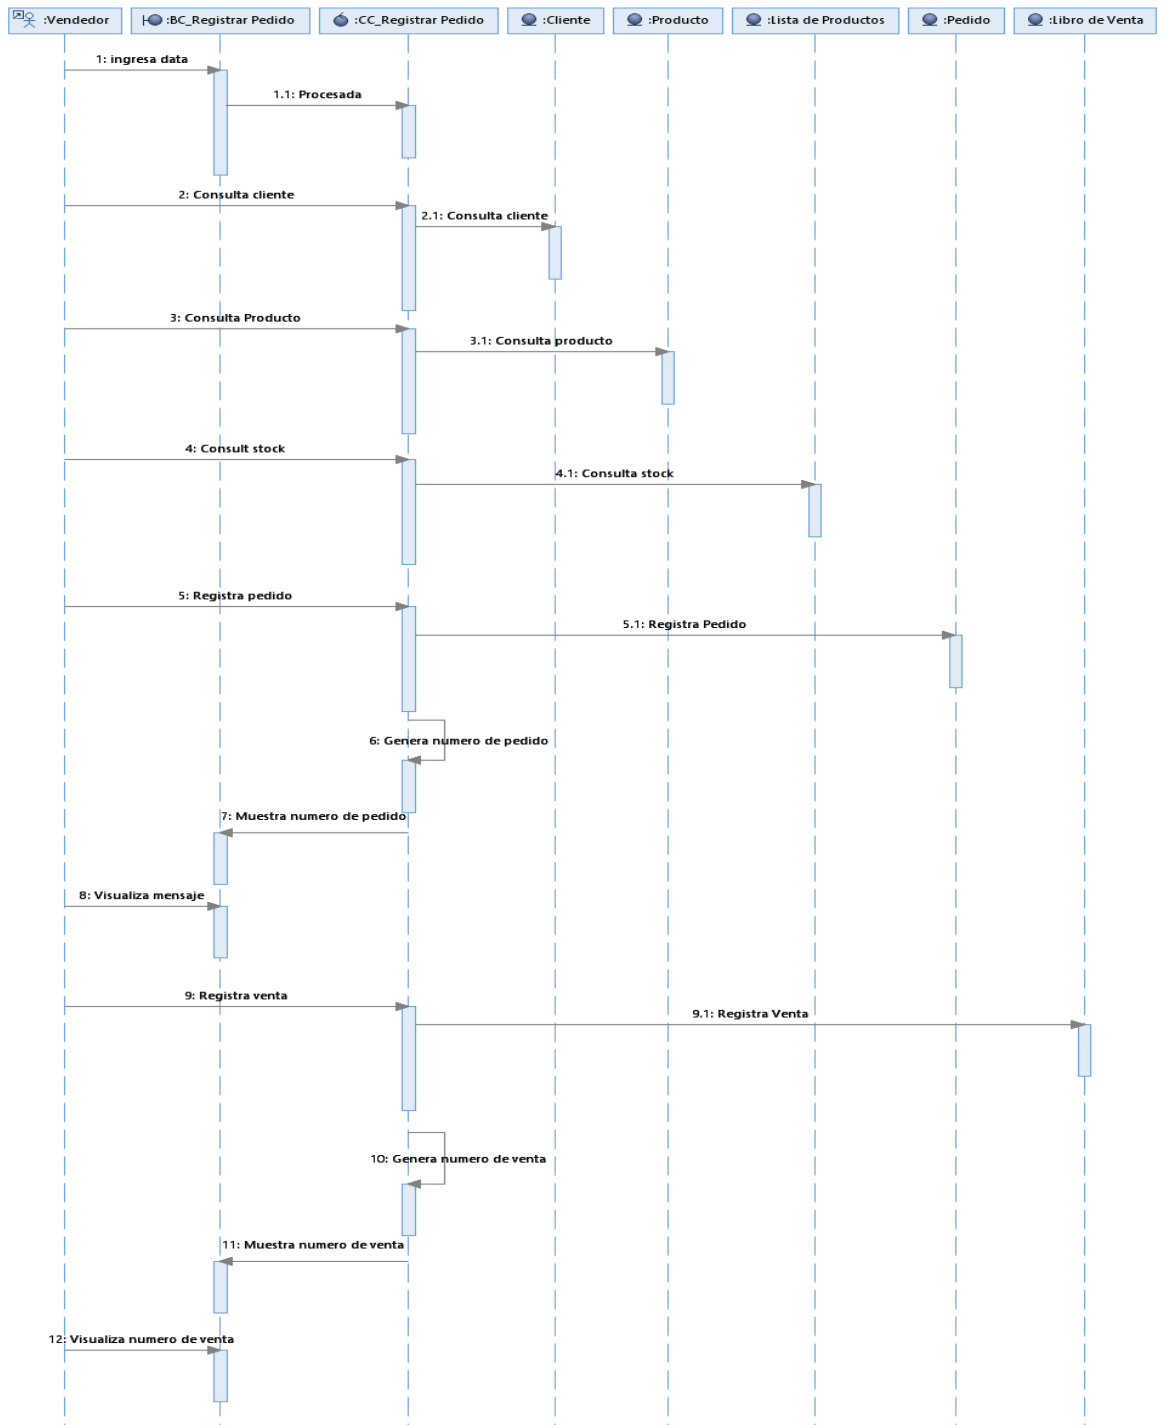 :Vendedor
:BC_Registrar Pedido
:CC_Registrar Pedido
:Cliente
:Producto
:Lista de Productos
:Pedido
:Libro de Venta
1: ingresa data
1.1: Procesada
2: Consulta cliente
2.1: Consulta cliente
3: Consulta Producto
3.1: Consulta producto
4: Consult stock
4.1: Consulta stock
5: Registra pedido
5.1: Registra Pedido
6: Genera numero de pedido
7: Muestra numero de pedido
8: Visualiza mensaje
9: Registra venta
9.1: Registra Venta
10: Genera numero de venta
11: Muestra numero de venta
12: Visualiza numero de venta